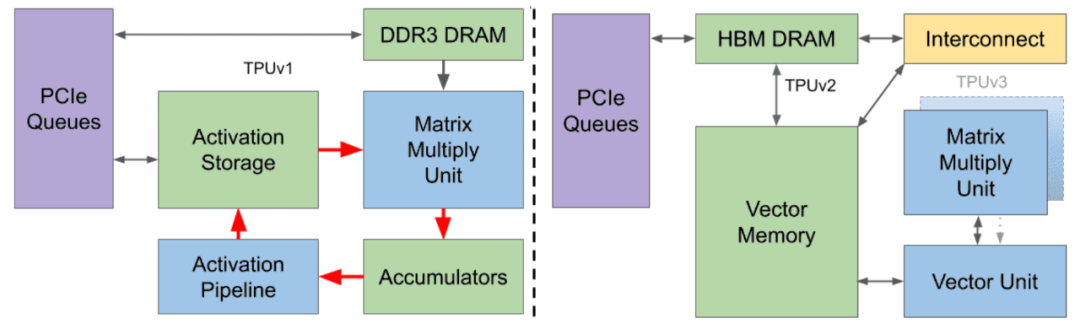 PCIe
Queues
DDR3 DRAM
TPUv1
Activation
Storage
Matrix
Multiply
Unit
Activation
Pipeline
Accumulators
PCIe
Queues
HBM DRAM
Interconnect
TPUv2
TPUv3
Vector
Memory
Matrix
Multiply
Unit
Vector Unit